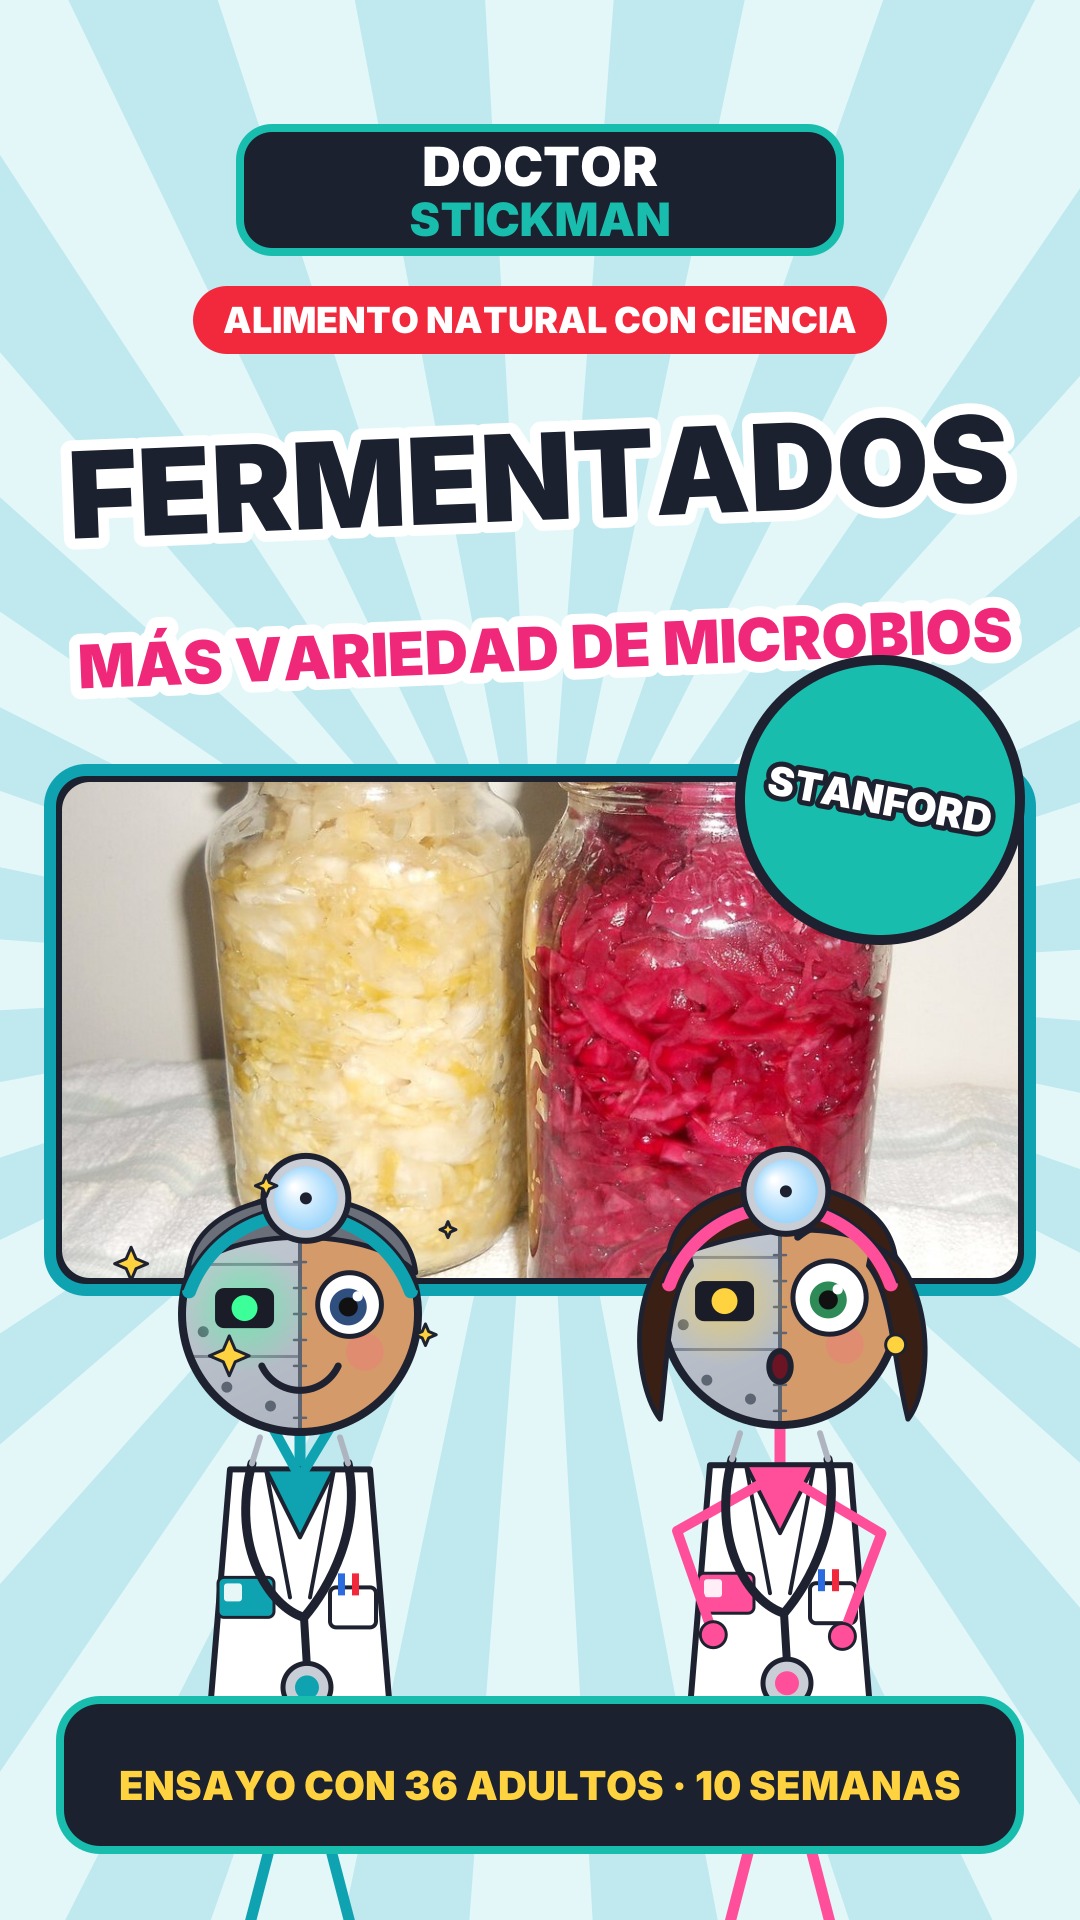 DOCTOR
STICKMAN
ALIMENTO NATURAL CON CIENCIA
FERMENTADOS
MÁS VARIEDAD DE MICROBIOS
STANFORD
ENSAYO CON 36 ADULTOS · 10 SEMANAS